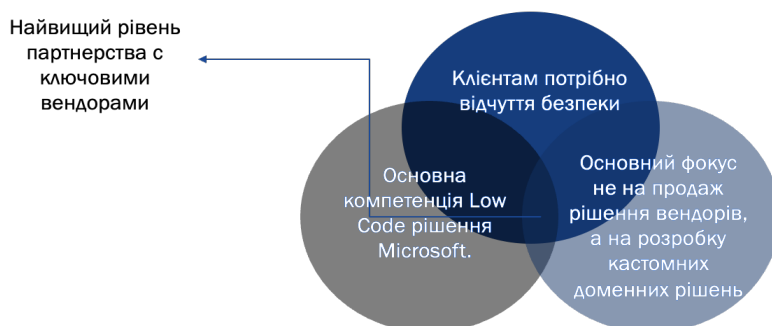 Найвищий рівень
партнерства с
ключовими
вендорами
Клієнтам потрібно
відчуття безпеки
Основна
компетенція Low
Code рішення
Microsoft.
Основний фокус
не на продаж
рішення вендорів,
а на розробку
кастомних
доменних рішень